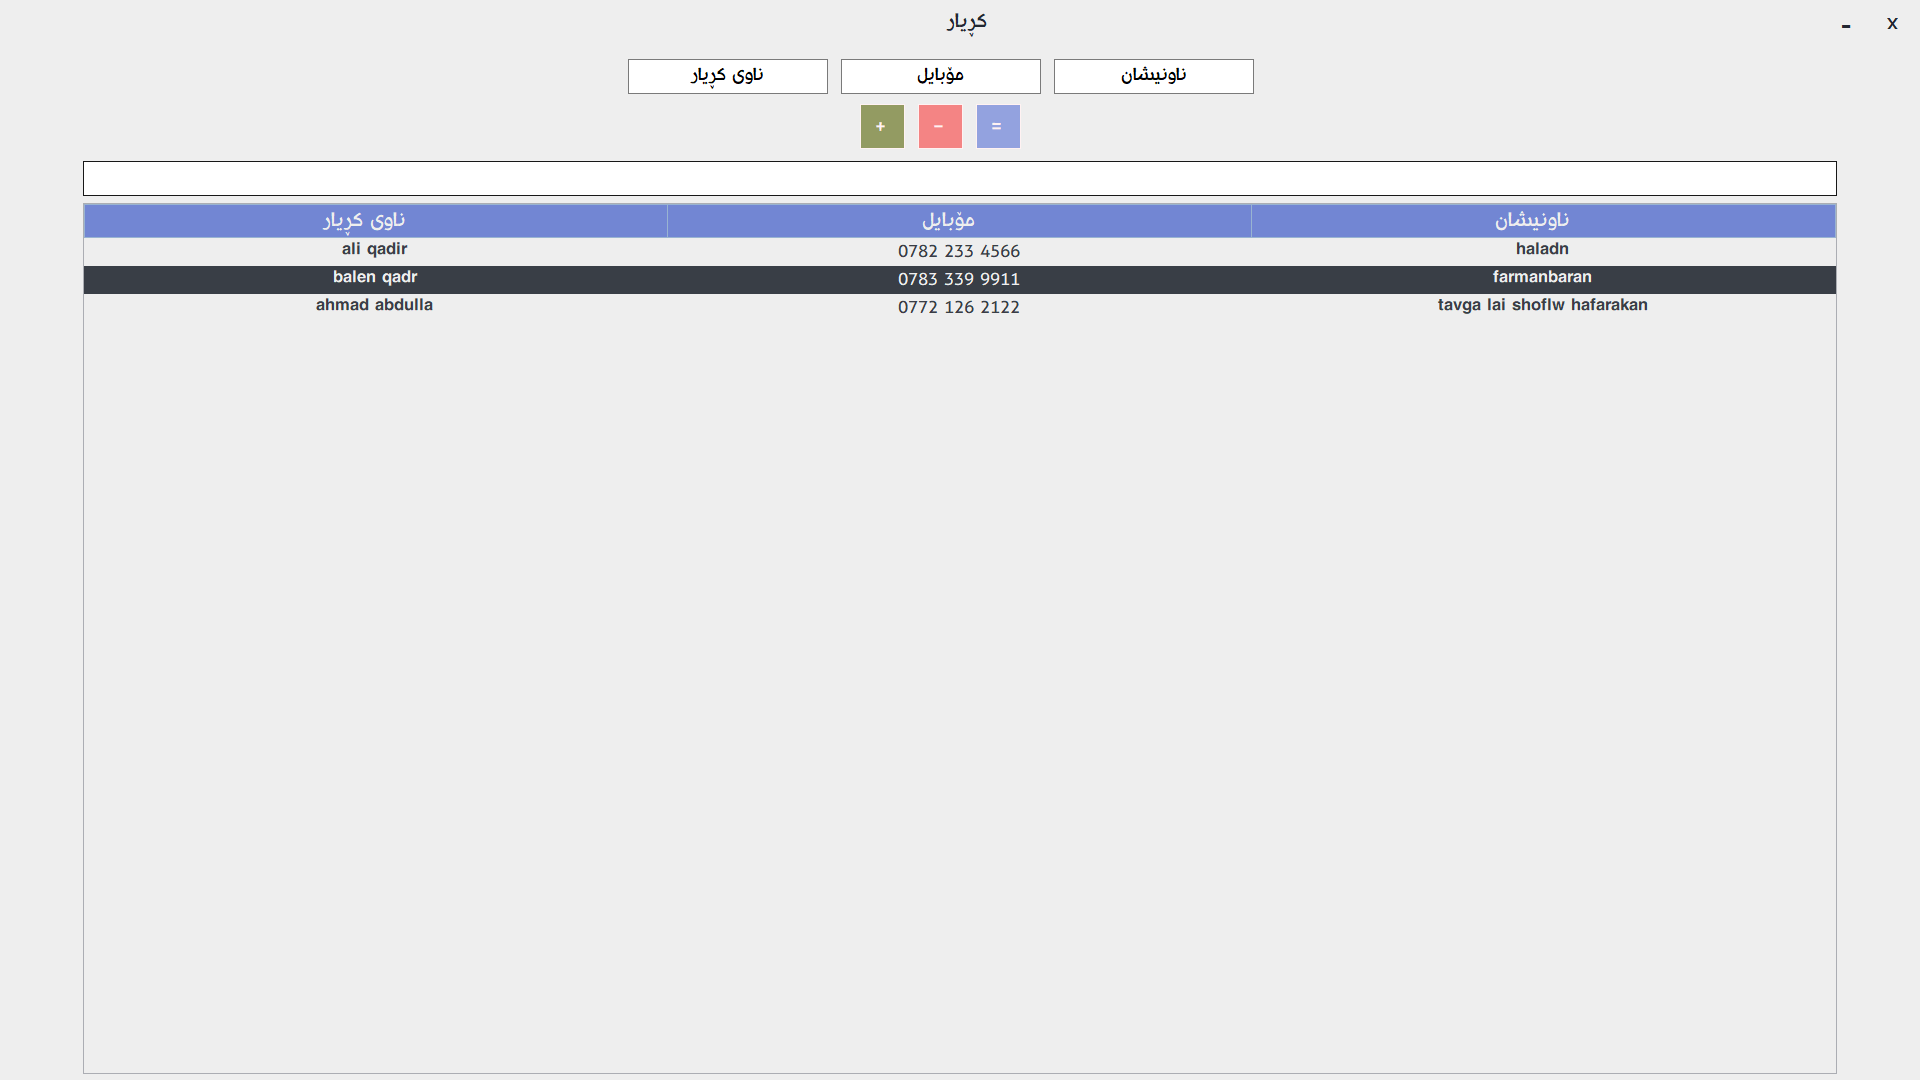 کڕیار
- x
ناوی کڕیار مۆبایل ناونیشان
+ - =
ناوی کڕیار مۆبایل ناونیشان
ali qadir 0782 233 4566 haladn
balen qadr 0783 339 9911 farmanbaran
ahmad abdulla 0772 126 2122 tavga lai shoflw hafarakan